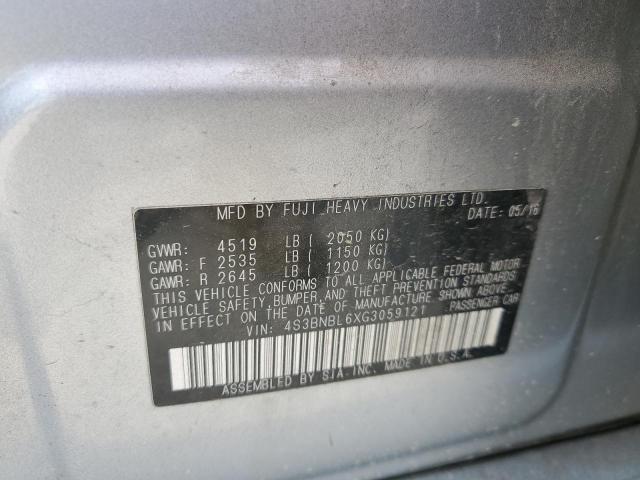 MFD BY FUJI HEAVY INDUSTRIES LTD.
DATE: 05/16
GVWR: 4519 LB ( 2050 KG)
GAWR: F 2535 LB ( 1150 KG)
GAWR: R 2645 LB ( 1200 KG)
THIS VEHICLE CONFORMS TO ALL APPLICABLE FEDERAL MOTOR
VEHICLE SAFETY, BUMPER, AND THEFT PREVENTION STANDARDS
IN EFFECT ON THE DATE OF MANUFACTURE SHOWN ABOVE.
VIN: 4S3BNBL6XG3059121 PASSENGER CAR
ASSEMBLED BY SIA INC. MADE IN U.S.A.